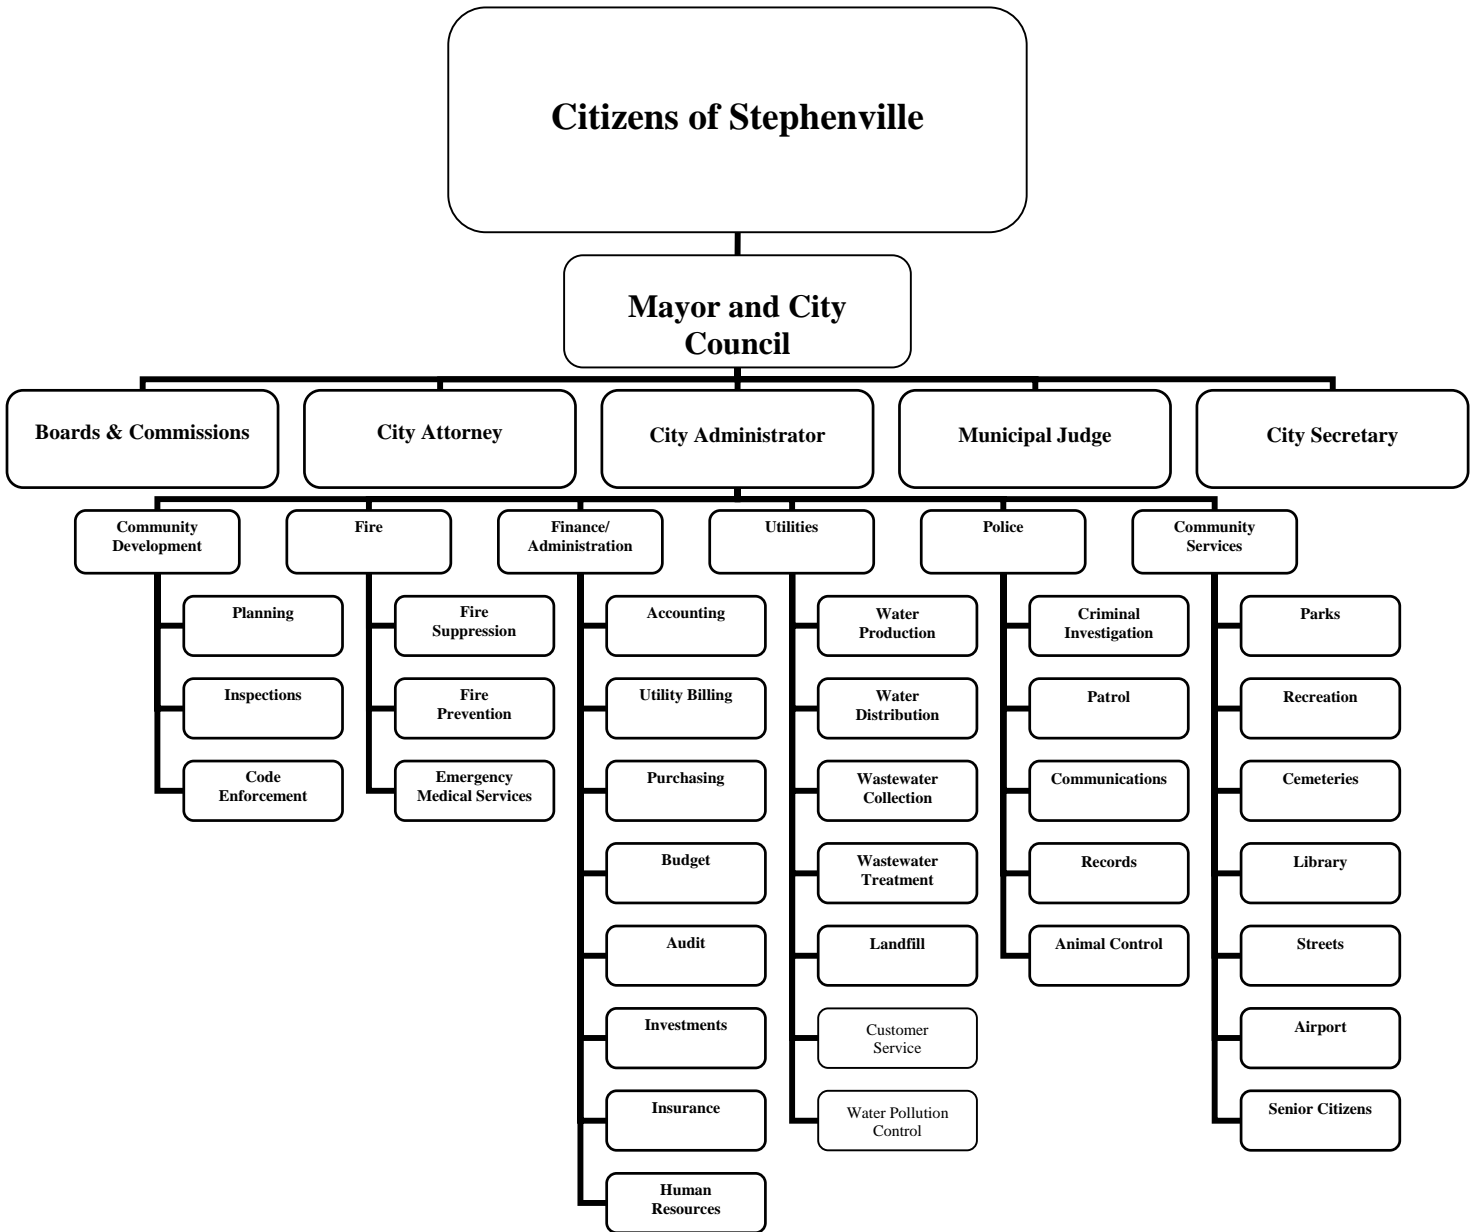 Citizens of Stephenville
Mayor and City
Council
Boards & Commissions
City Attorney
City Administrator
Municipal Judge
City Secretary
Community
Development
Fire
Finance/
Administration
Utilities
Police
Community
Services
Planning
Inspections
Code
Enforcement
Fire
Suppression
Fire
Prevention
Emergency
Medical Services
Accounting
Utility Billing
Purchasing
Budget
Audit
Investments
Insurance
Human
Resources
Water
Production
Water
Distribution
Wastewater
Collection
Wastewater
Treatment
Landfill
Customer
Service
Water Pollution
Control
Criminal
Investigation
Patrol
Communications
Records
Animal Control
Parks
Recreation
Cemeteries
Library
Streets
Airport
Senior Citizens